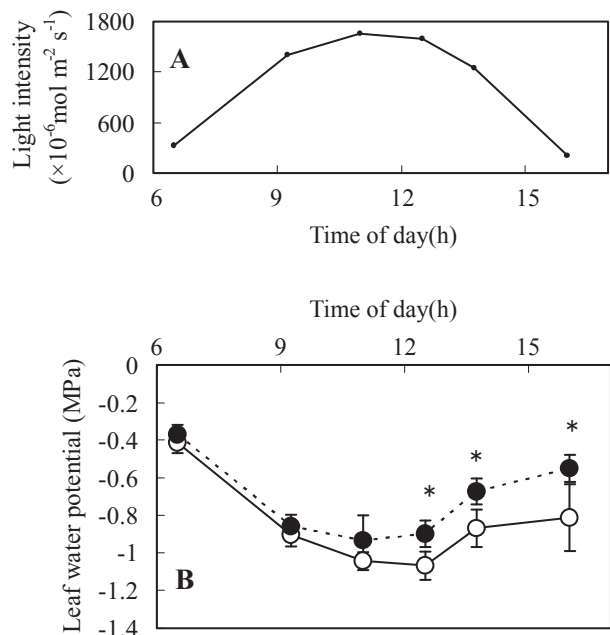 1800
1200
600
0
Light intensity
(×10⁻⁶mol m⁻² s⁻¹)
A
6 9 12 15
Time of day(h)
Time of day(h)
6 9 12 15
0
-0.2
-0.4
-0.6
-0.8
-1
-1.2
-1.4
Leaf water potential (MPa)
* * *
B